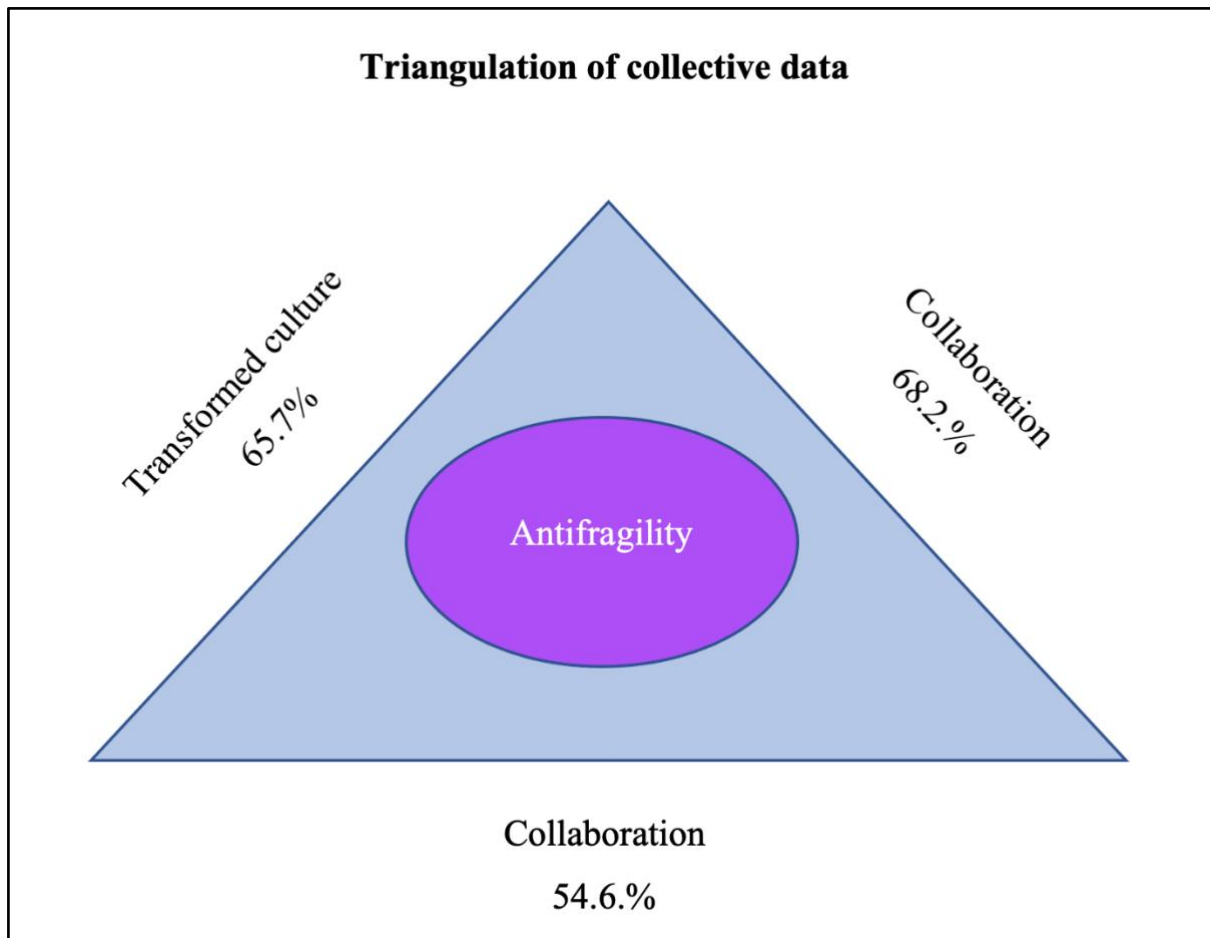 Triangulation of collective data
Transformed culture
65.7%
Collaboration
68.2.%
Antifragility
Collaboration
54.6.%